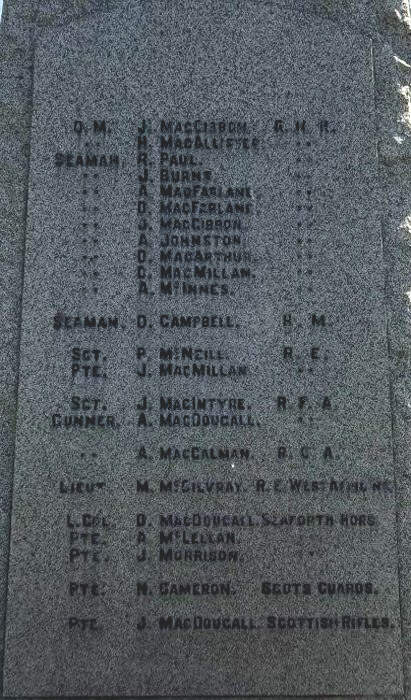 Q. M. J. MACGIBBON. R. N. R.
" H. MACALLISTER "
SEAMAN. R. PAUL. "
" J. BURNS. "
" A. MACFARLANE. "
" D. MACFARLANE. "
" J. MACGIBBON "
" A. JOHNSTON "
" D. MACARTHUR. "
" C. MACMILLAN. "
" A. McINNES. "
SEAMAN. D. CAMPBELL. H. M.
SGT. P. McNEILL. R. E.
PTE. J. MACMILLAN "
SGT. J. MACINTYRE. R. F. A.
GUNNER. A. MACDOUGALL. "
" A. MACCALMAN. R. G. A.
LIEUT. M. McGILVRAY. R. E. WEST
L. CPL. D. MACDOUGALL. SEAFORTH HDRS.
PTE. A. McLELLAN. "
PTE. J. MORRISON. "
PTE. N. CAMERON. SCOTS GUARDS.
PTE. J. MACDOUGALL. SCOTTISH RIFLES.